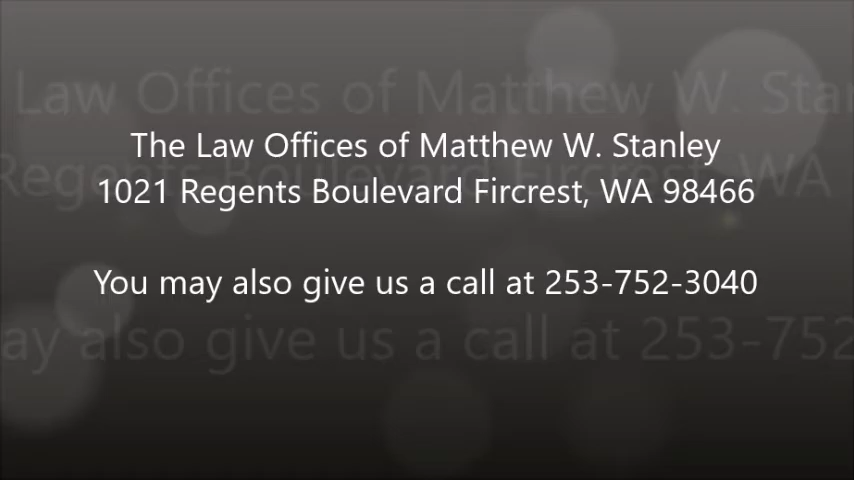 The Law Offices of Matthew W. Stanley
1021 Regents Boulevard Fircrest, WA 98466
You may also give us a call at 253-752-3040